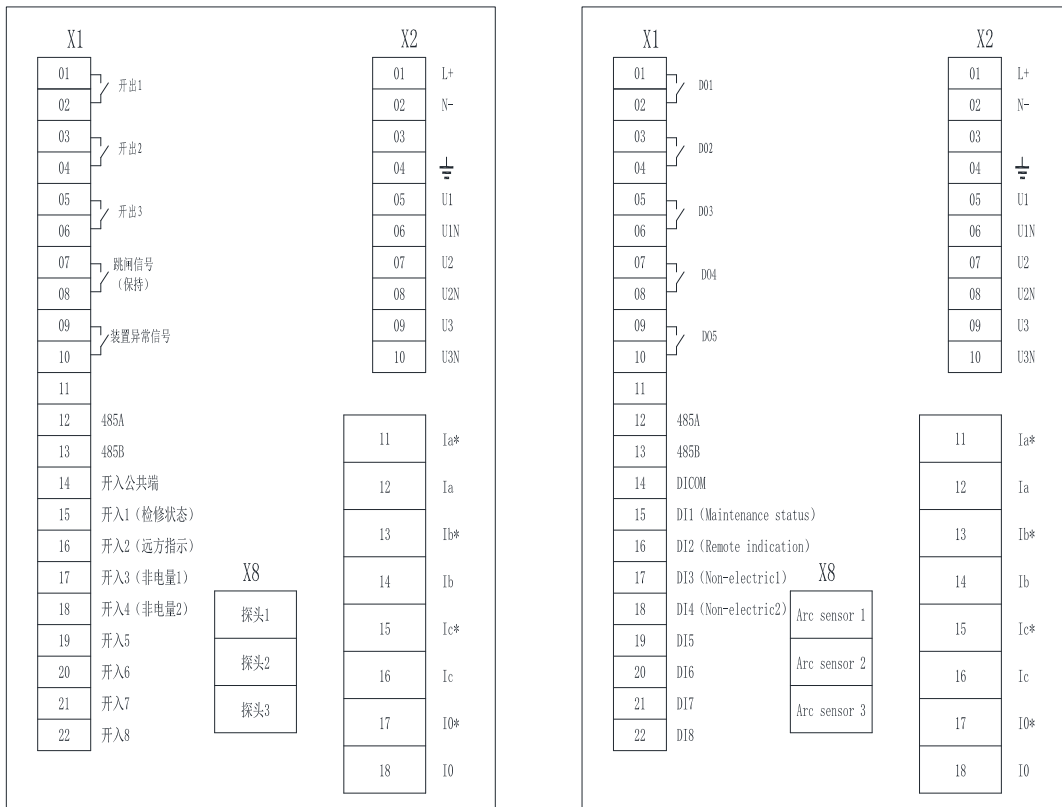 X1
X2
01
02
03
04
05
06
07
08
09
10
11
12
13
14
15
16
17
18
19
20
21
22
开出1
开出2
开出3
跳闸信号
（保持）
装置异常信号
485A
485B
开入公共端
开入1（检修状态）
开入2（远方指示）
开入3（非电量1）
开入4（非电量2）
开入5
开入6
开入7
开入8
X8
探头1
探头2
探头3
01 L+
02 N-
03
04
05 U1
06 U1N
07 U2
08 U2N
09 U3
10 U3N
11 Ia*
12 Ia
13 Ib*
14 Ib
15 Ic*
16 Ic
17 I0*
18 I0
X1
X2
01
02
03
04
05
06
07
08
09
10
11
12
13
14
15
16
17
18
19
20
21
22
DO1
DO2
DO3
DO4
DO5
485A
485B
DICOM
DI1 (Maintenance status)
DI2 (Remote indication)
DI3 (Non-electric1)
DI4 (Non-electric2)
DI5
DI6
DI7
DI8
X8
Arc sensor 1
Arc sensor 2
Arc sensor 3
01 L+
02 N-
03
04
05 U1
06 U1N
07 U2
08 U2N
09 U3
10 U3N
11 Ia*
12 Ia
13 Ib*
14 Ib
15 Ic*
16 Ic
17 I0*
18 I0